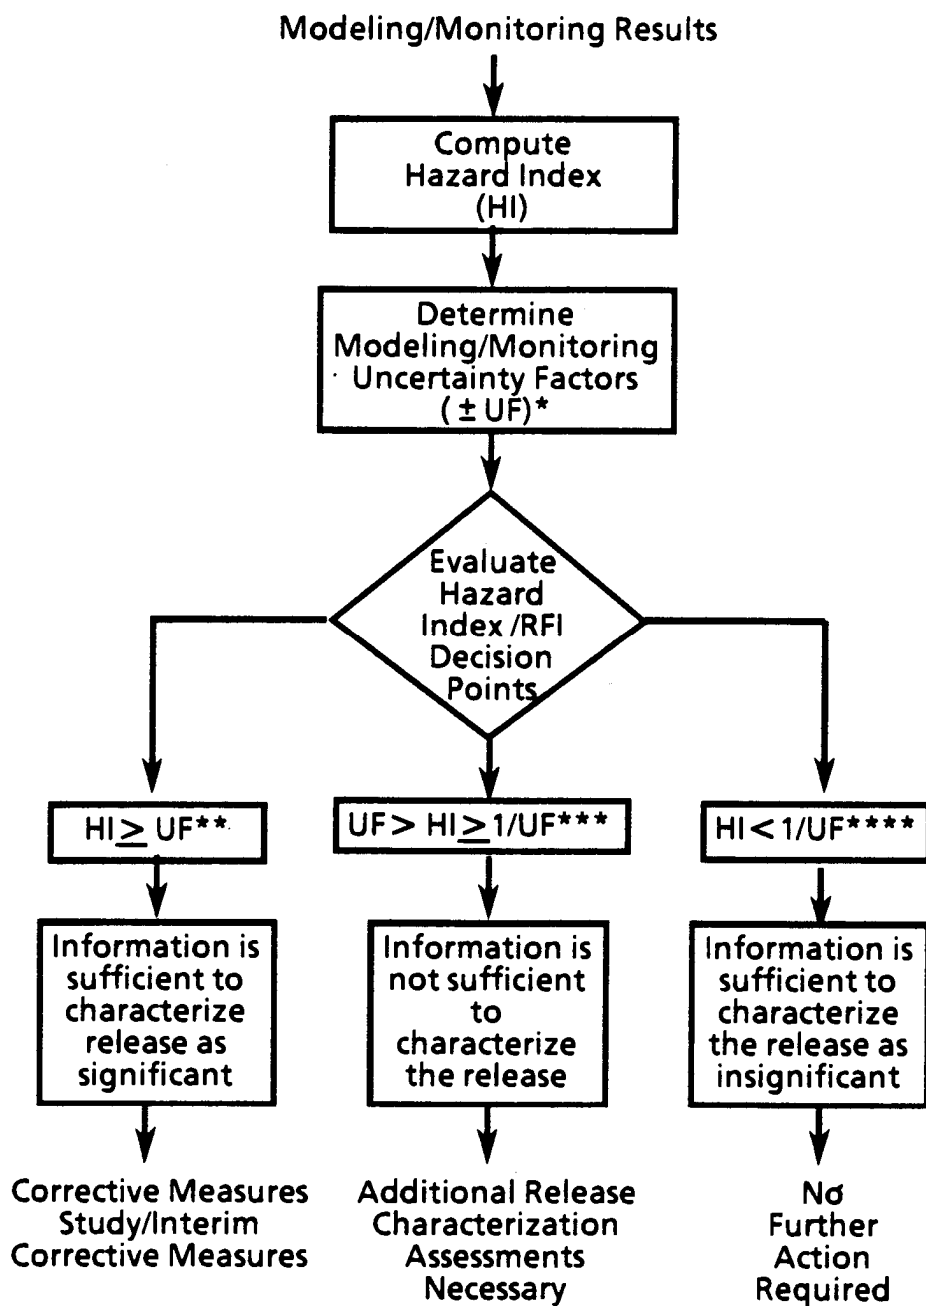 Modeling/Monitoring Results
Compute
Hazard Index
(HI)
Determine
Modeling/Monitoring
Uncertainty Factors
( ± UF)*
Evaluate
Hazard
Index /RFI
Decision
Points
HI ≥ UF**
UF > HI ≥ 1/UF***
HI < 1/UF****
Information is
sufficient to
characterize
release as
significant
Information is
not sufficient
to
characterize
the release
Information is
sufficient to
characterize
the release as
insignificant
Corrective Measures
Study/Interim
Corrective Measures
Additional Release
Characterization
Assessments
Necessary
No
Further
Action
Required